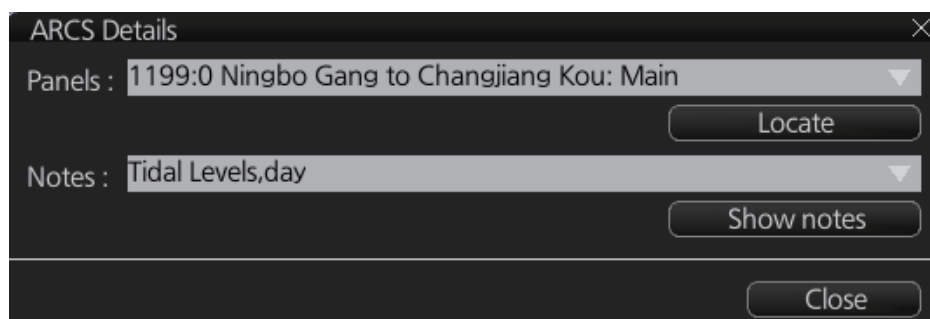 ARCS Details
Panels : 1199:0 Ningbo Gang to Changjiang Kou: Main
Locate
Notes : Tidal Levels,day
Show notes
Close